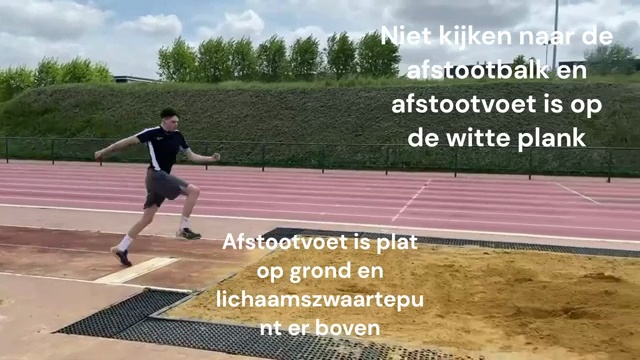 Niet kijken naar de
afstootbalk en
afstootvoet is op
de witte plank
Afstootvoet is plat
op grond en
lichaamszwaartepu
nt er boven